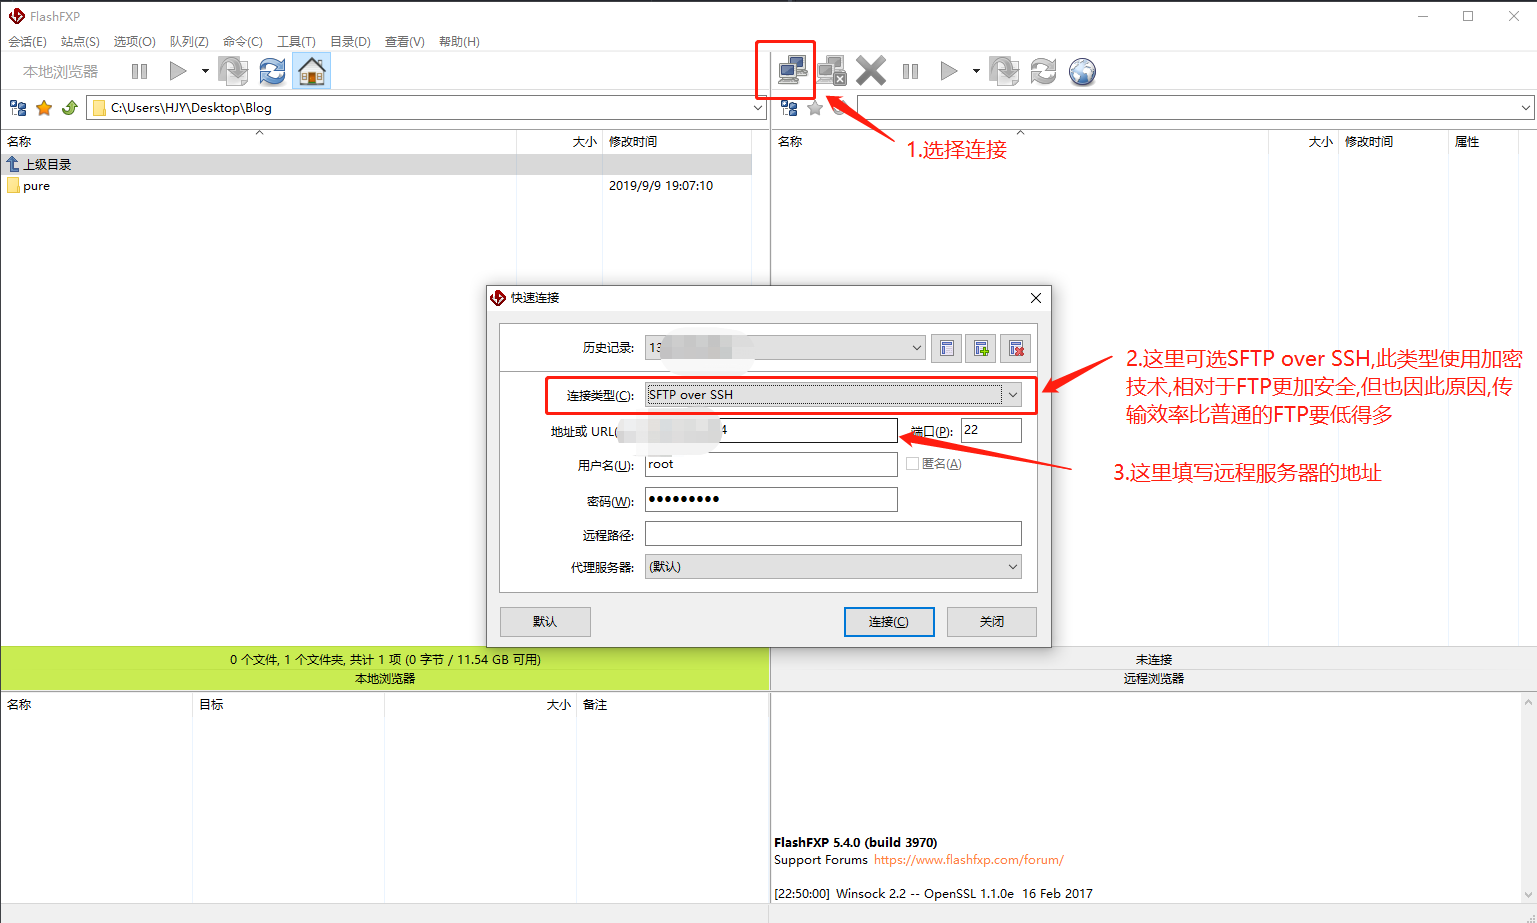 FlashFXP
会话(E) 站点(S) 选项(O) 队列(Z) 命令(C) 工具(T) 目录(D) 查看(V) 帮助(H)
本地浏览器
C:\Users\HJY\Desktop\Blog
1.选择连接
名称 大小 修改时间
上级目录
pure 2019/9/9 19:07:10
名称 大小 修改时间 属性
快速连接
历史记录: 13
连接类型(C): SFTP over SSH
地址或 URL( 4 端口(P): 22
用户名(U): root 匿名(A)
密码(W): ●●●●●●●●●
远程路径:
代理服务器: (默认)
默认 连接(C) 关闭
2.这里可选SFTP over SSH,此类型使用加密
技术,相对于FTP更加安全,但也因此原因,传
输效率比普通的FTP要低得多
3.这里填写远程服务器的地址
0 个文件, 1 个文件夹, 共计 1 项 (0 字节 / 11.54 GB 可用)
本地浏览器
未连接
远程浏览器
名称 目标 大小 备注
FlashFXP 5.4.0 (build 3970)
Support Forums https://www.flashfxp.com/forum/
[22:50:00] Winsock 2.2 -- OpenSSL 1.1.0e 16 Feb 2017